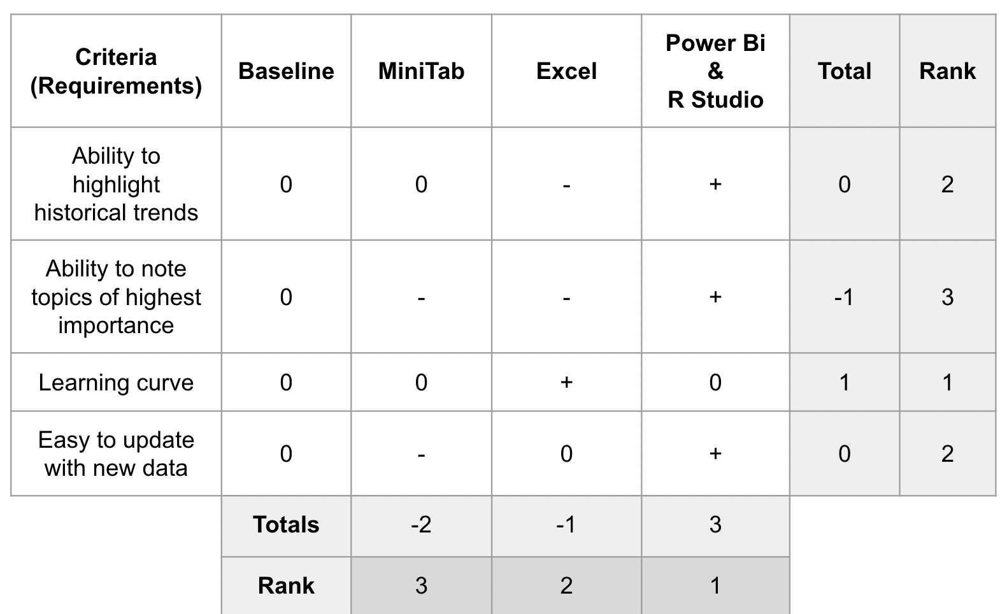 Criteria
(Requirements)
Baseline
MiniTab
Excel
Power Bi
&
R Studio
Total
Rank
Ability to
highlight
historical trends
0
0
-
+
0
2
Ability to note
topics of highest
importance
0
-
-
+
-1
3
Learning curve
0
0
+
0
1
1
Easy to update
with new data
0
-
0
+
0
2
Totals
-2
-1
3
Rank
3
2
1